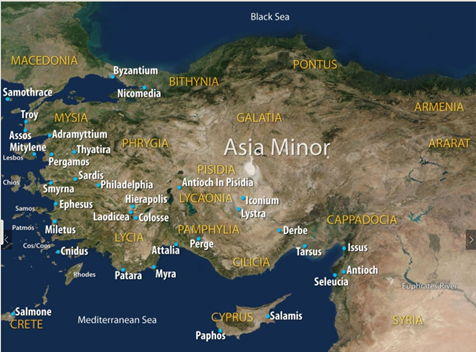 Black Sea
MACEDONIA
PONTUS
Byzantium
BITHYNIA
Nicomedia
Samothrace
ARMENIA
Troy
MYSIA
GALATIA
Assos
Adramyttium
ARARAT
Mitylene
Thyatira
PHRYGIA
Asia Minor
Lesbos
Pergamos
PISIDIA
Sardis
Chios
Smyrna
Philadelphia
Antioch In Pisidia
LYCAONIA
Iconium
Hierapolis
Ephesus
Samos
Laodicea
Colosse
Lystra
CAPPADOCIA
Patmos
Miletus
PAMPHYLIA
Derbe
LYCIA
Perge
Cos/Coos
Cnidus
Attalia
Tarsus
Issus
CILICIA
Rhodes
Patara
Myra
Antioch
Seleucia
Euphrates River
Salmone
CRETE
Mediterranean Sea
CYPRUS
Salamis
SYRIA
Paphos